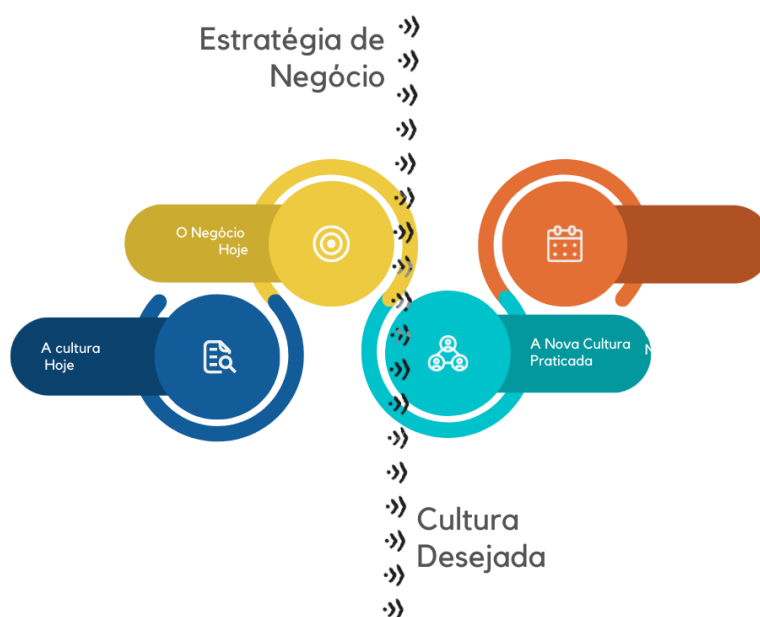 Estratégia de
Negócio
O Negócio
Hoje
A cultura
Hoje
A Nova Cultura
Praticada
N
Cultura
Desejada